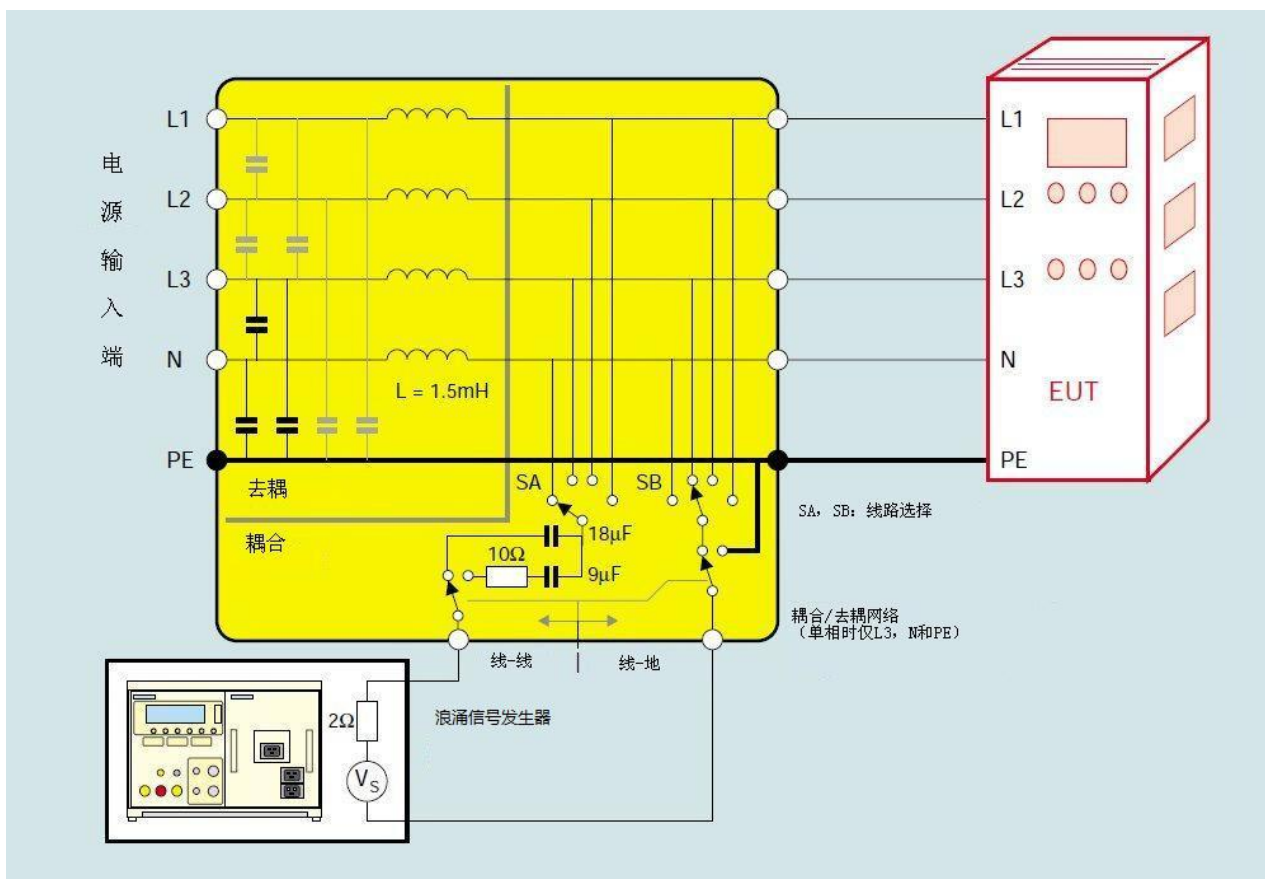 电源输入端
L1
L2
L3
N
PE
L = 1.5mH
去耦
耦合
SA
SB
18μF
10Ω
9μF
线-线
线-地
L1
L2
L3
N
EUT
PE
SA, SB: 线路选择
耦合/去耦网络
(单相时仅L3, N和PE)
2Ω
浪涌信号发生器
VS